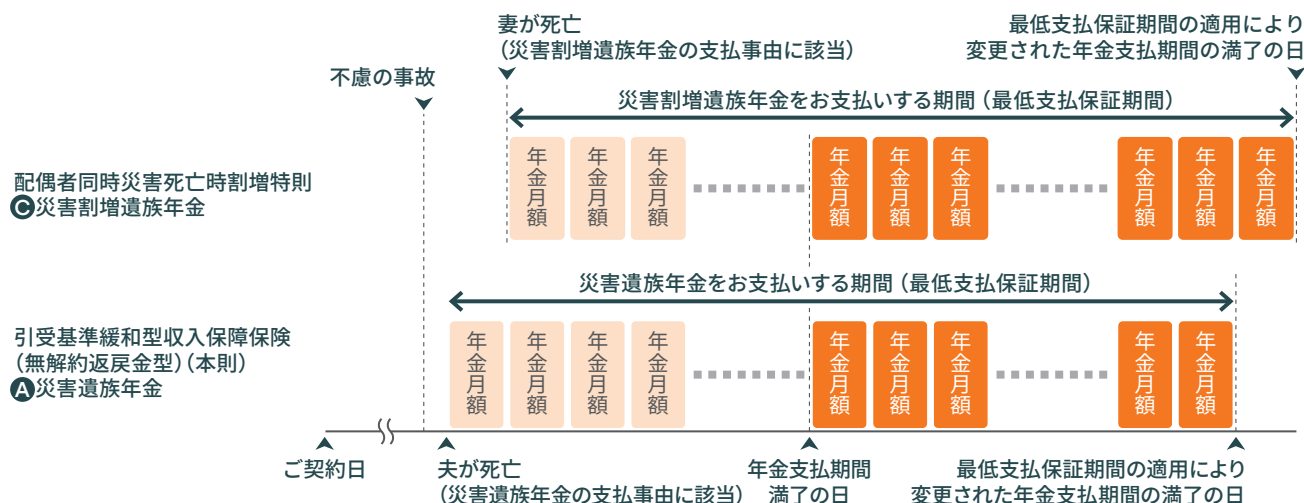 妻が死亡
(災害割増遺族年金の支払事由に該当)
最低支払保証期間の適用により
変更された年金支払期間の満了の日
不慮の事故
災害割増遺族年金をお支払いする期間(最低支払保証期間)
配偶者同時災害死亡時割増特則
C災害割増遺族年金
年金月額
年金月額
年金月額
年金月額
年金月額
年金月額
年金月額
年金月額
年金月額
災害遺族年金をお支払いする期間(最低支払保証期間)
引受基準緩和型収入保障保険
(無解約返戻金型)(本則)
A災害遺族年金
年金月額
年金月額
年金月額
年金月額
年金月額
年金月額
年金月額
年金月額
年金月額
ご契約日
夫が死亡
(災害遺族年金の支払事由に該当)
年金支払期間
満了の日
最低支払保証期間の適用により
変更された年金支払期間の満了の日